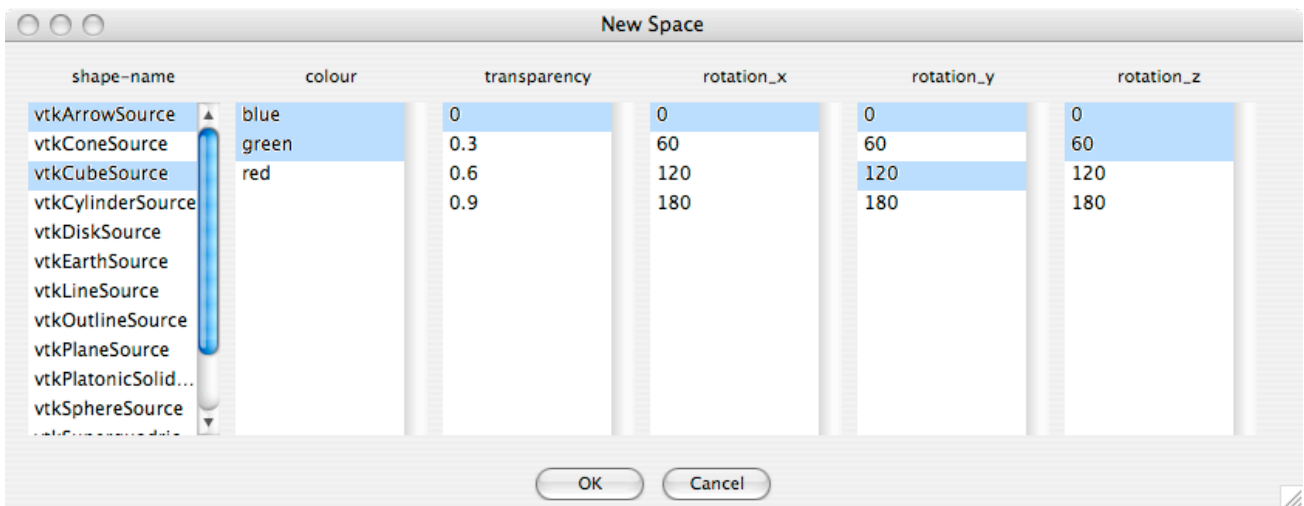 New Space
shape-name colour transparency rotation_x rotation_y rotation_z
vtkArrowSource blue 0 0 0 0
vtkConeSource green 0.3 60 60 60
vtkCubeSource red 0.6 120 120 120
vtkCylinderSource 0.9 180 180 180
vtkDiskSource
vtkEarthSource
vtkLineSource
vtkOutlineSource
vtkPlaneSource
vtkPlatonicSolid...
vtkSphereSource
OK Cancel